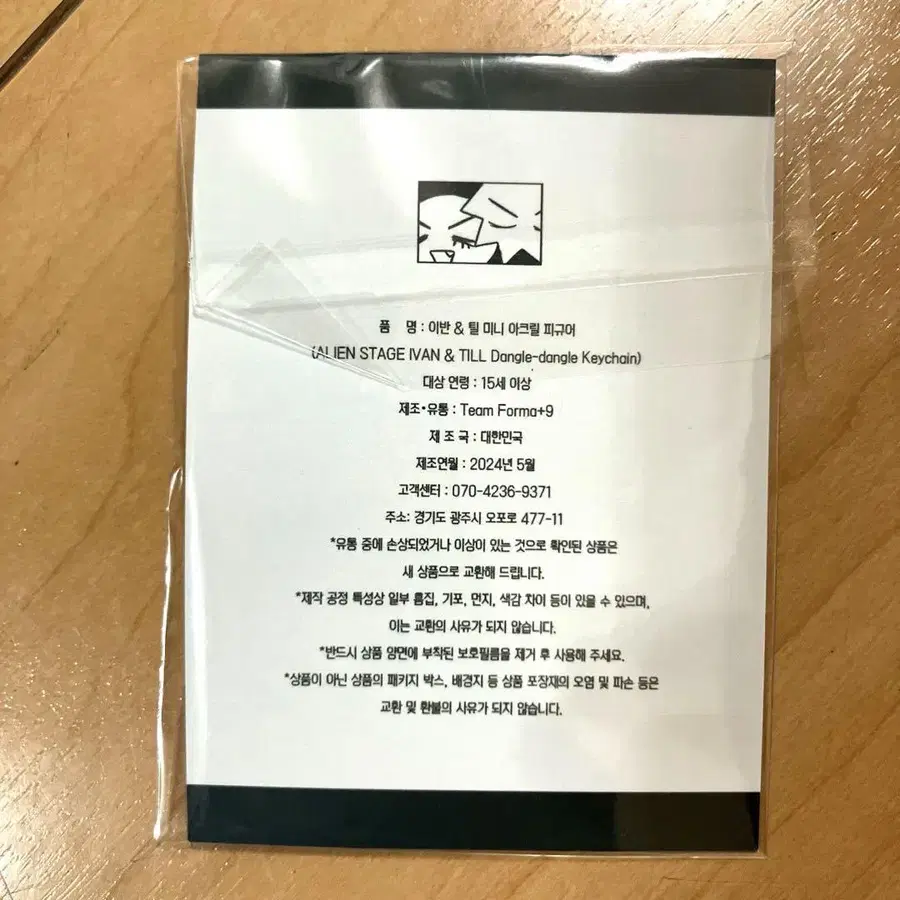 품 명 : 이반 & 틸 미니 아크릴 피규어
(ALIEN STAGE IVAN & TILL Dangle-dangle Keychain)
대상 연령 : 15세 이상
제조•유통 : Team Forma+9
제 조 국 : 대한민국
제조연월 : 2024년 5월
고객센터 : 070-4236-9371
주소: 경기도 광주시 오포로 477-11
*유통 중에 손상되었거나 이상이 있는 것으로 확인된 상품은
새 상품으로 교환해 드립니다.
*제작 공정 특성상 일부 흠집, 기포, 먼지, 색감 차이 등이 있을 수 있으며,
이는 교환의 사유가 되지 않습니다.
*반드시 상품 양면에 부착된 보호필름을 제거 후 사용해 주세요.
*상품이 아닌 상품의 패키지 박스, 배경지 등 상품 포장재의 오염 및 파손 등은
교환 및 환불의 사유가 되지 않습니다.